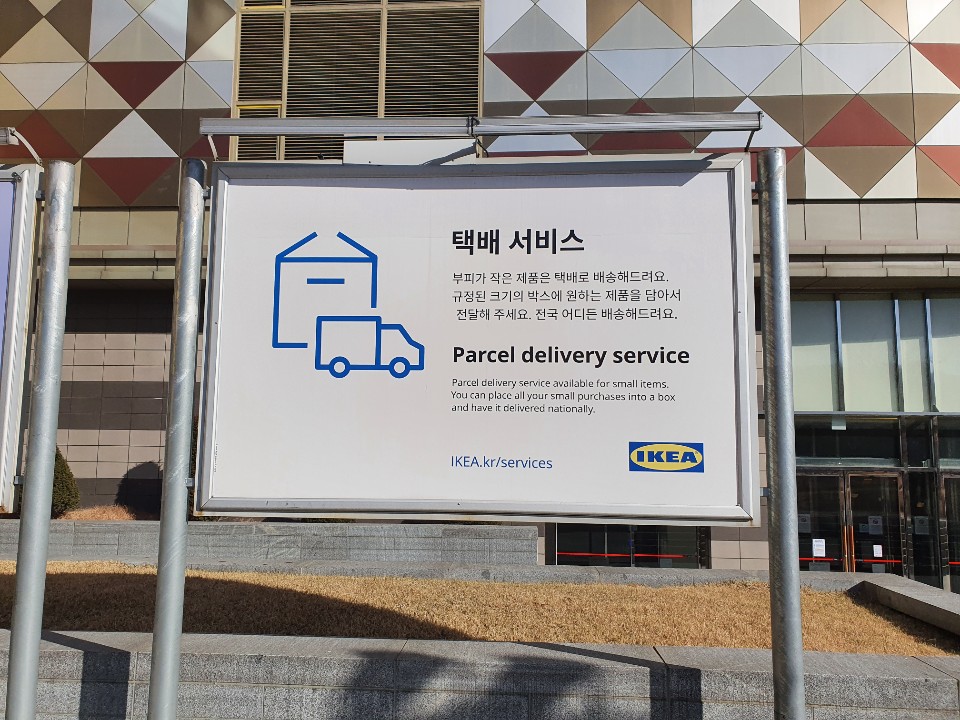 택배 서비스
부피가 작은 제품은 택배로 배송해드려요.
규정된 크기의 박스에 원하는 제품을 담아서
전달해 주세요. 전국 어디든 배송해드려요.
Parcel delivery service
Parcel delivery service available for small items.
You can place all your small purchases into a box
and have it delivered nationally.
IKEA.kr/services
IKEA